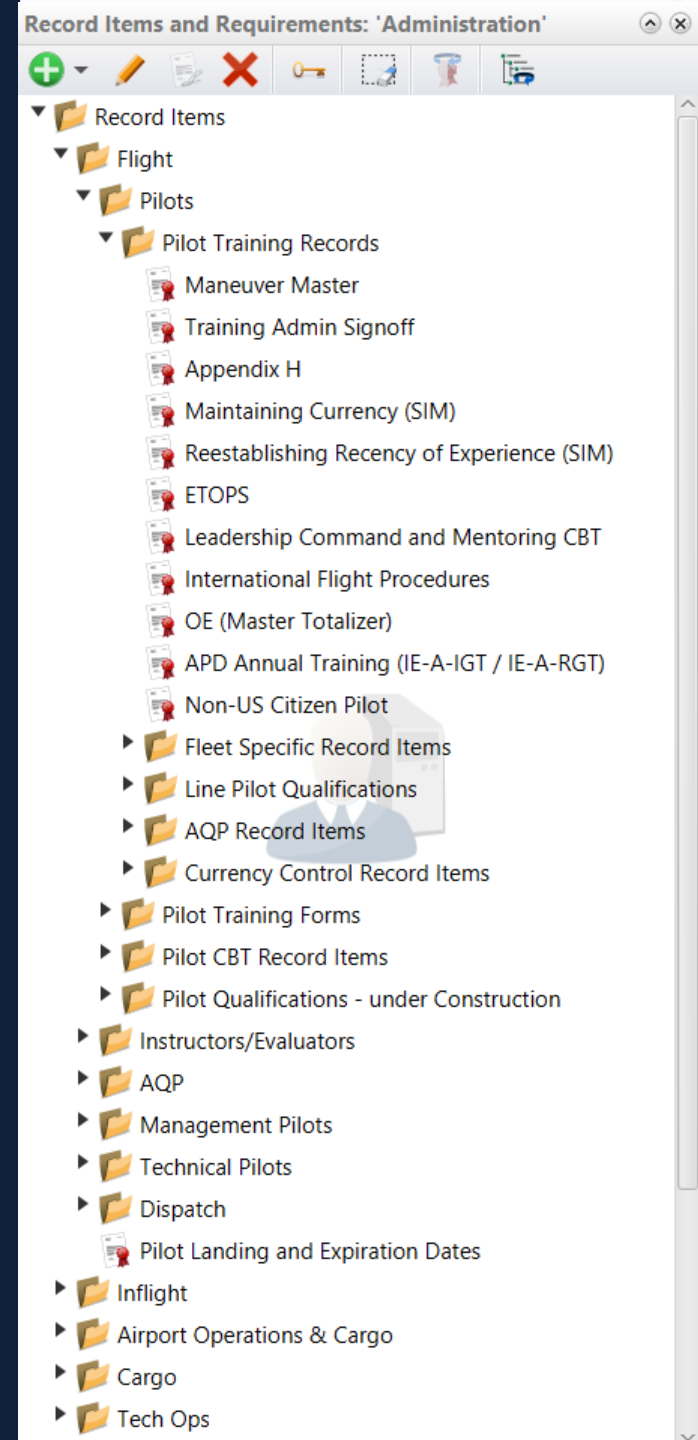 Record Items and Requirements: 'Administration'
Record Items
Flight
Pilots
Pilot Training Records
Maneuver Master
Training Admin Signoff
Appendix H
Maintaining Currency (SIM)
Reestablishing Recency of Experience (SIM)
ETOPS
Leadership Command and Mentoring CBT
International Flight Procedures
OE (Master Totalizer)
APD Annual Training (IE-A-IGT / IE-A-RGT)
Non-US Citizen Pilot
Fleet Specific Record Items
Line Pilot Qualifications
AQP Record Items
Currency Control Record Items
Pilot Training Forms
Pilot CBT Record Items
Pilot Qualifications - under Construction
Instructors/Evaluators
AQP
Management Pilots
Technical Pilots
Dispatch
Pilot Landing and Expiration Dates
Inflight
Airport Operations & Cargo
Cargo
Tech Ops